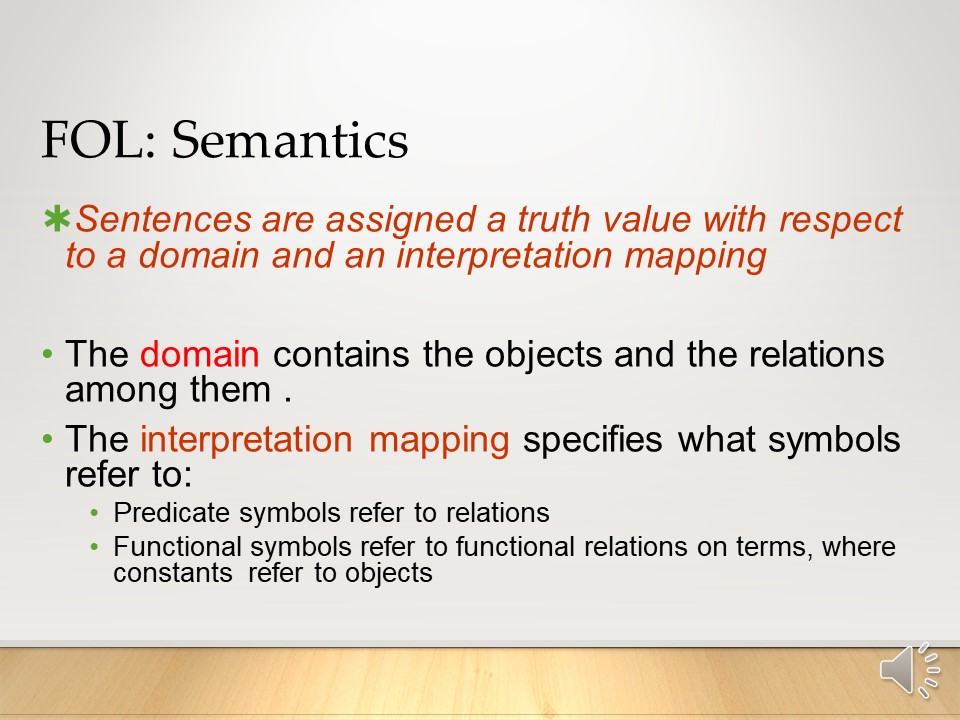 FOL: Semantics
✱Sentences are assigned a truth value with respect
to a domain and an interpretation mapping
• The domain contains the objects and the relations
among them .
• The interpretation mapping specifies what symbols
refer to:
• Predicate symbols refer to relations
• Functional symbols refer to functional relations on terms, where
constants refer to objects